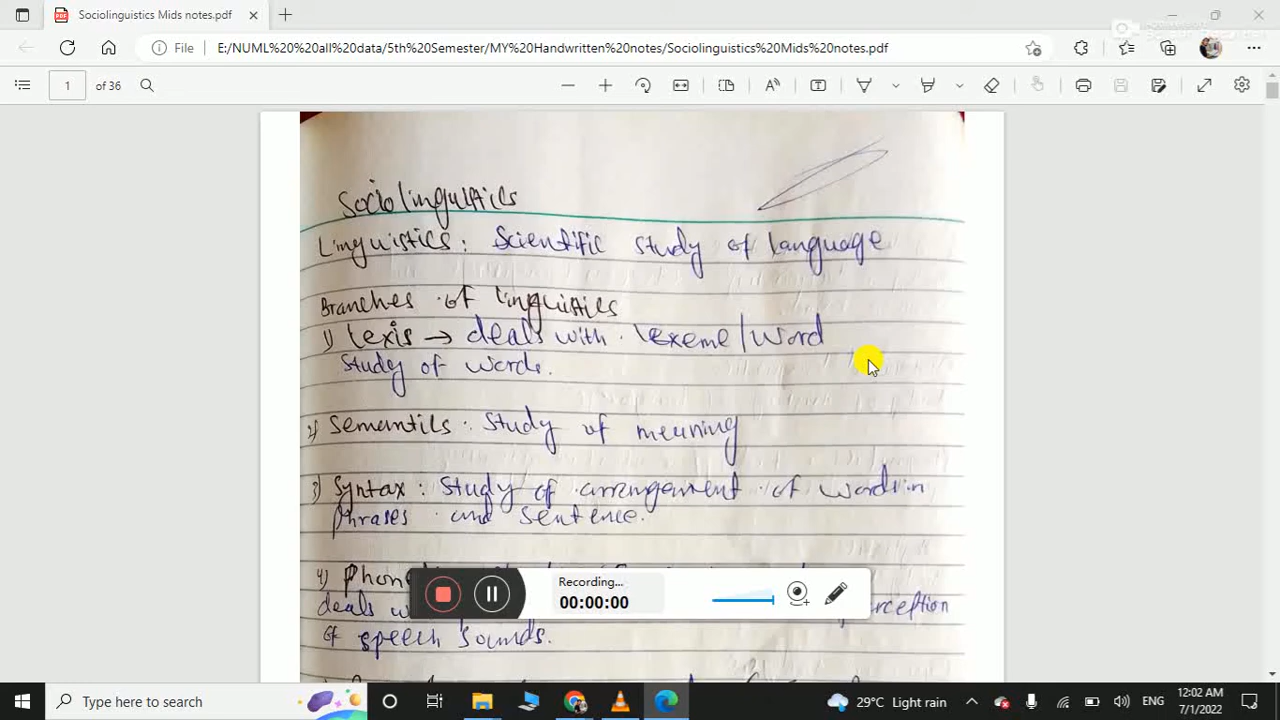 Sociolinguistics Mids notes.pdf
File E:/NUML%20%20all%20data/5th%20Semester/MY%20Handwritten%20notes/Sociolinguistics%20Mids%20notes.pdf
1 of 36
Sociolinguistics
Linguistics: Scientific study of language
Branches of linguistics
1) Lexis → deals with lexeme/word
Study of words.
2) Semantics: Study of meaning
3) Syntax: Study of arrangement of words in
phrases and sentence.
4) Phon
deals w
erception
of speech sounds.
Recording...
00:00:00
Type here to search
29°C Light rain
ENG
12:02 AM
7/1/2022